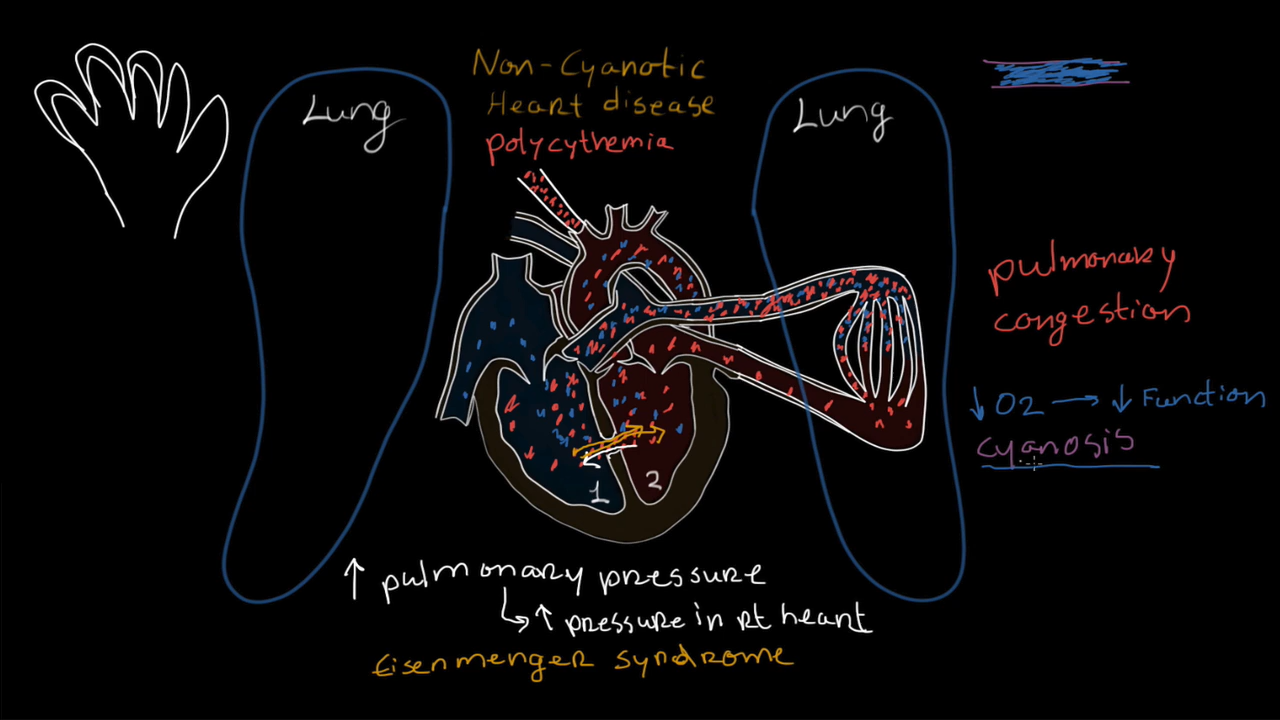 Non-Cyanotic
Heart disease
polycythemia
Lung
Lung
pulmonary
congestion
↓ O2 → ↓ Function
cyanosis
1
2
↑ pulmonary pressure
↳ ↑ pressure in rt heart
Eisenmenger syndrome